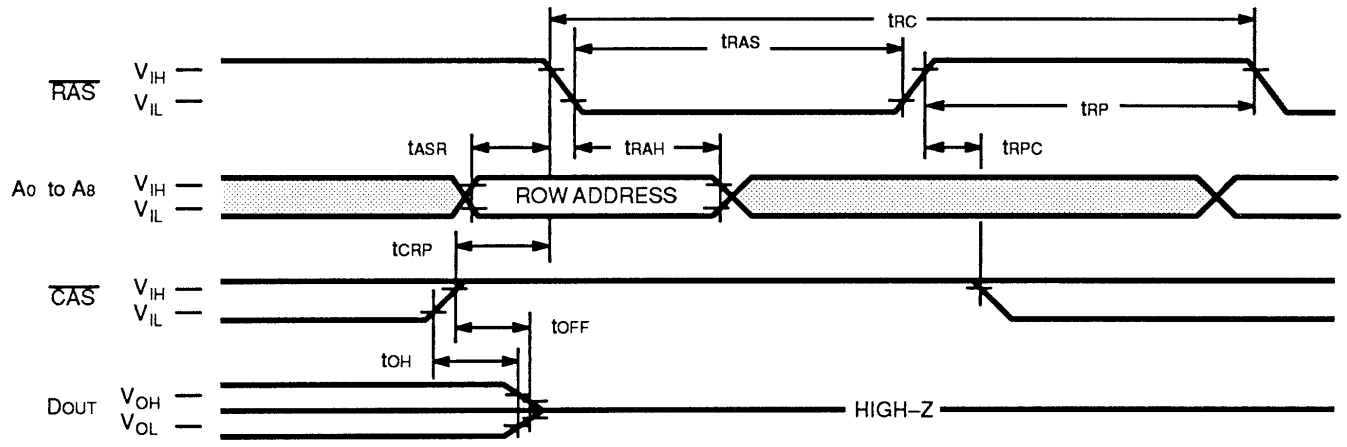 tRC
tRAS
RAS
VIH
VIL
tRP
tASR
tRAH
tRPC
A0 to A8
VIH
VIL
ROW ADDRESS
tCRP
CAS
VIH
VIL
tOFF
tOH
DOUT
VOH
VOL
HIGH–Z